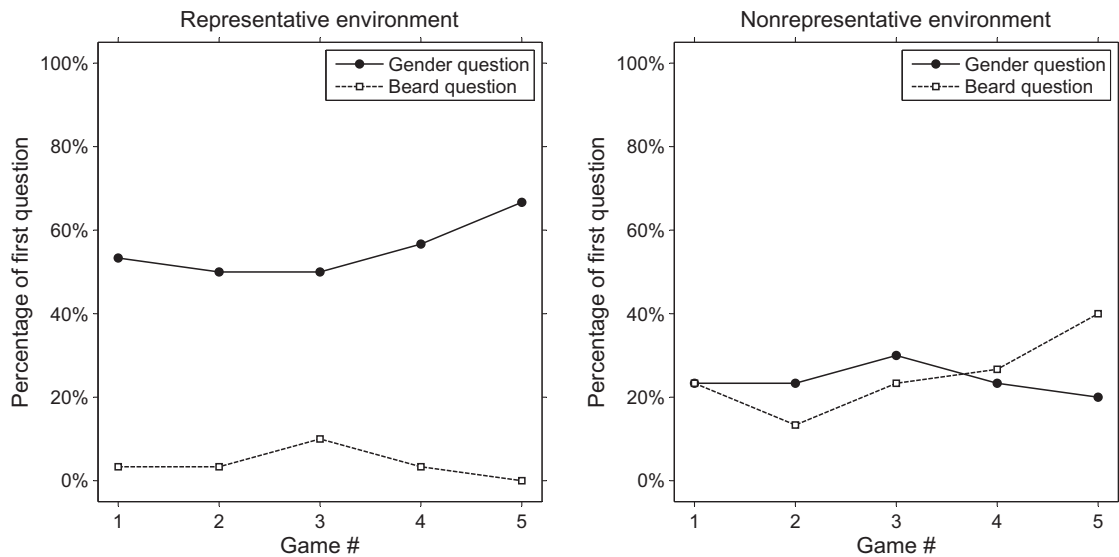 Representative environment
Gender question
Beard question
100%
80%
60%
40%
20%
0%
Percentage of first question
1 2 3 4 5
Game #
Nonrepresentative environment
Gender question
Beard question
100%
80%
60%
40%
20%
0%
Percentage of first question
1 2 3 4 5
Game #